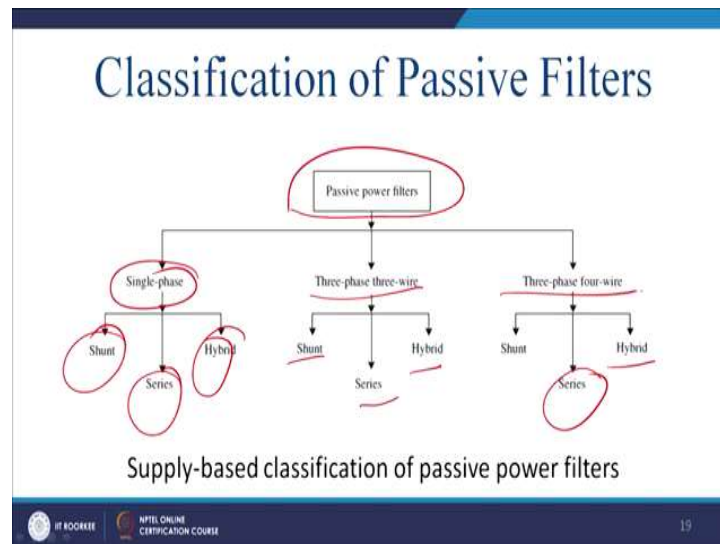 Classification of Passive Filters
Passive power filters
Single-phase Three-phase three-wire Three-phase four-wire
Shunt Hybrid Shunt Hybrid Shunt Hybrid
Series Series Series
Supply-based classification of passive power filters
IIT ROORKEE NPTEL ONLINE CERTIFICATION COURSE 19